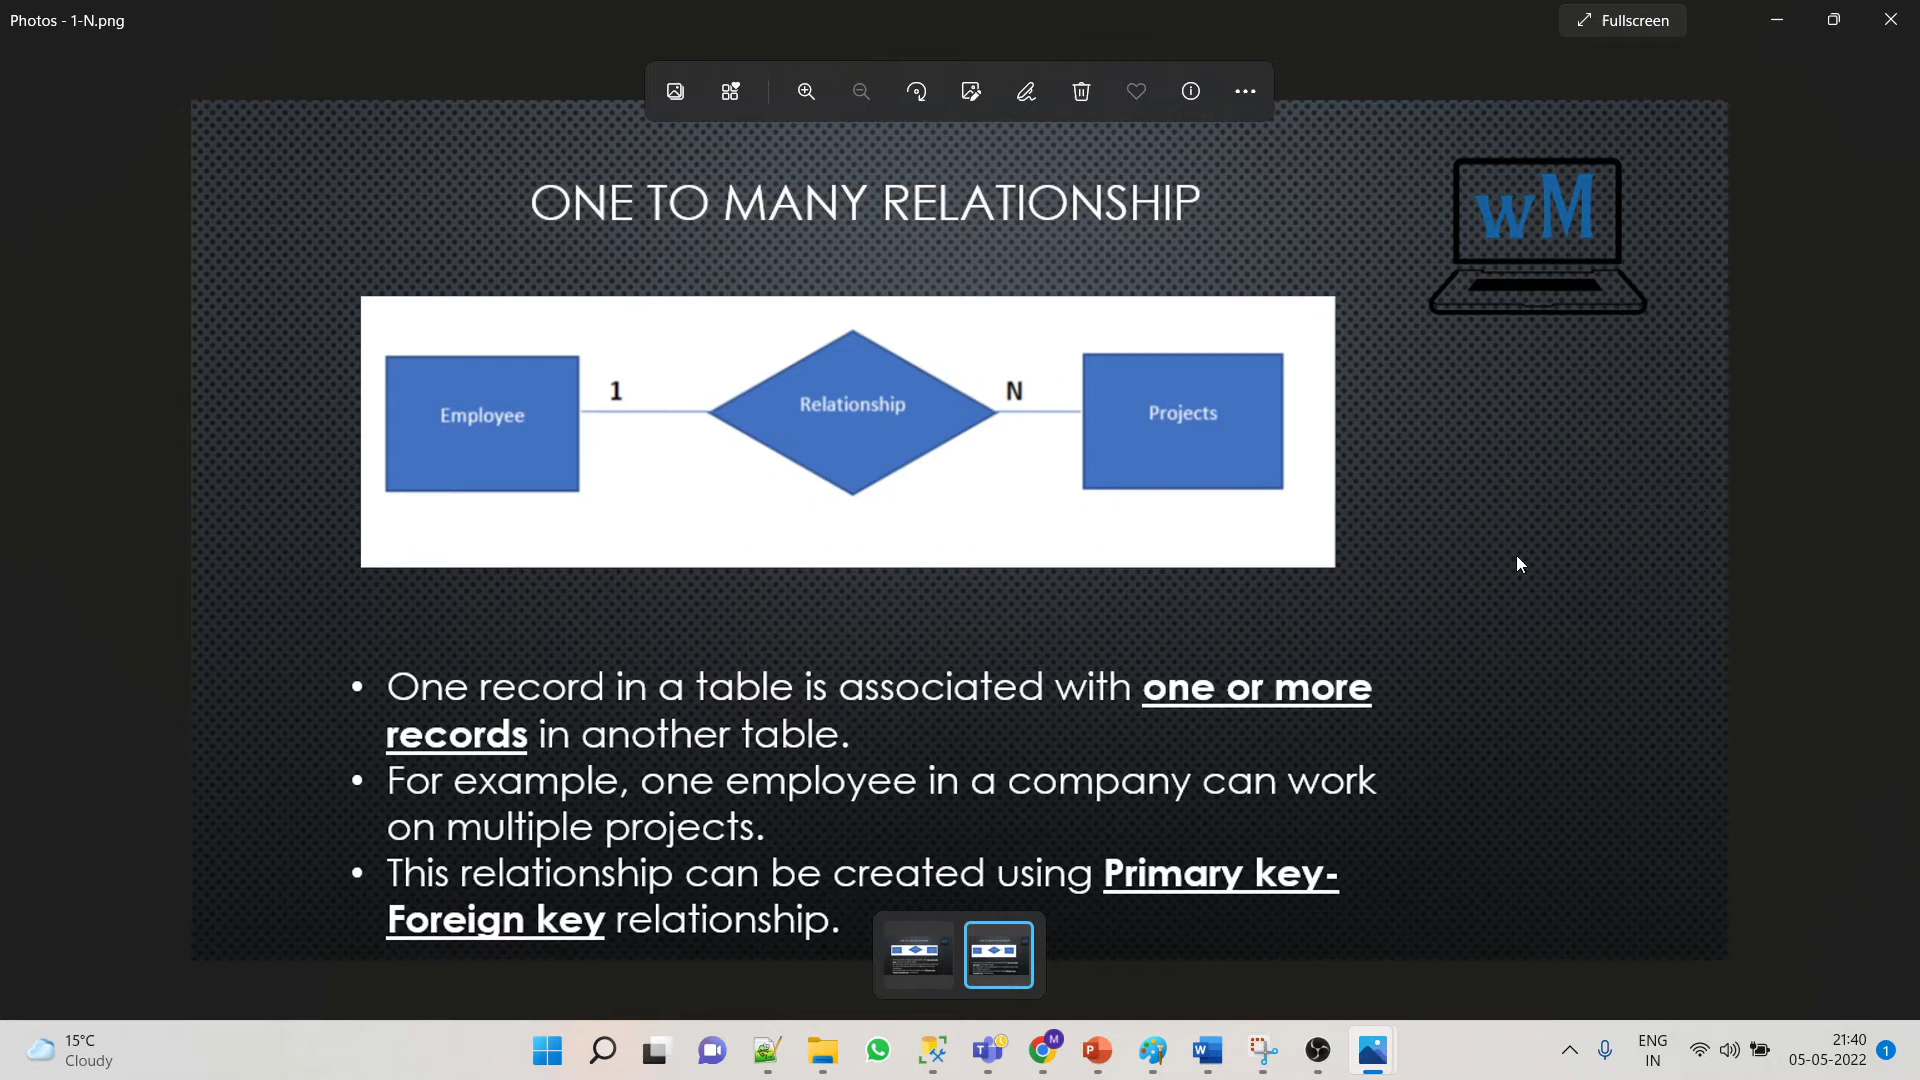 Photos - 1-N.png
Fullscreen
ONE TO MANY RELATIONSHIP
wM
Employee
1
Relationship
N
Projects
• One record in a table is associated with one or more
records in another table.
• For example, one employee in a company can work
on multiple projects.
• This relationship can be created using Primary key-
Foreign key relationship.
15°C
Cloudy
M
ENG
IN
21:40
05-05-2022
1